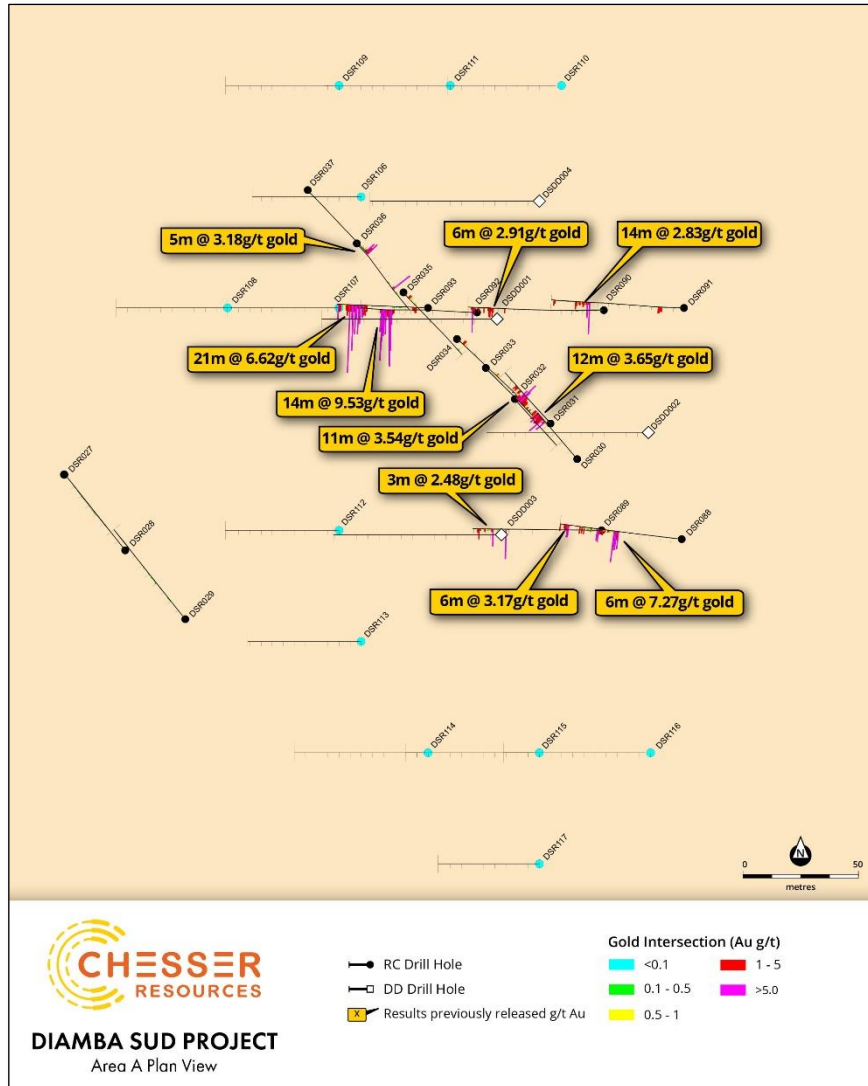 DSR109
DSR111
DSR110
DSR037
DSR106
DSDD004
DSR036
5m @ 3.18g/t gold
6m @ 2.91g/t gold
14m @ 2.83g/t gold
DSR035
DSR108
DSR107
DSR093
DSR092
DSDD001
DSR090
DSR091
21m @ 6.62g/t gold
DSR034
DSR033
12m @ 3.65g/t gold
DSR032
14m @ 9.53g/t gold
DSR031
11m @ 3.54g/t gold
DSDD002
DSR030
DSR027
3m @ 2.48g/t gold
DSR028
DSR112
DSDD003
DSR089
DSR088
DSR029
6m @ 3.17g/t gold
6m @ 7.27g/t gold
DSR113
DSR114
DSR115
DSR116
DSR117
N
0 50
metres
CHESSER
RESOURCES
DIAMBA SUD PROJECT
Area A Plan View
RC Drill Hole
DD Drill Hole
X Results previously released g/t Au
Gold Intersection (Au g/t)
<0.1
0.1 - 0.5
0.5 - 1
1 - 5
>5.0